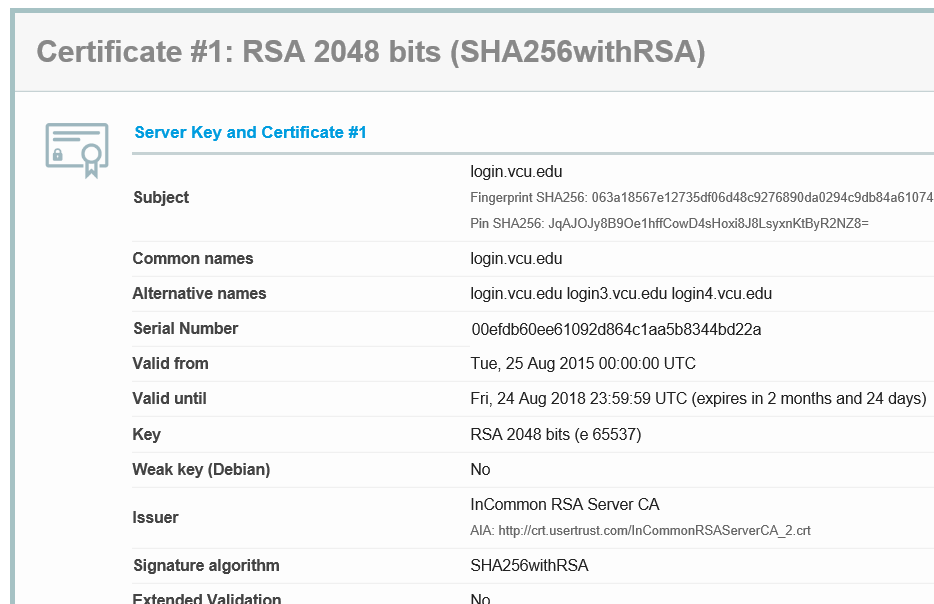 Certificate #1: RSA 2048 bits (SHA256withRSA)
Server Key and Certificate #1
Subject
login.vcu.edu
Fingerprint SHA256: 063a18567e12735df06d48c9276890da0294c9db84a61074
Pin SHA256: JqAJOJy8B9Oe1hffCowD4sHoxi8J8LsyxnKtByR2NZ8=
Common names login.vcu.edu
Alternative names login.vcu.edu login3.vcu.edu login4.vcu.edu
Serial Number 00efdb60ee61092d864c1aa5b8344bd22a
Valid from Tue, 25 Aug 2015 00:00:00 UTC
Valid until Fri, 24 Aug 2018 23:59:59 UTC (expires in 2 months and 24 days)
Key RSA 2048 bits (e 65537)
Weak key (Debian) No
Issuer
InCommon RSA Server CA
AIA: http://crt.usertrust.com/InCommonRSAServerCA_2.crt
Signature algorithm SHA256withRSA
Extended Validation No